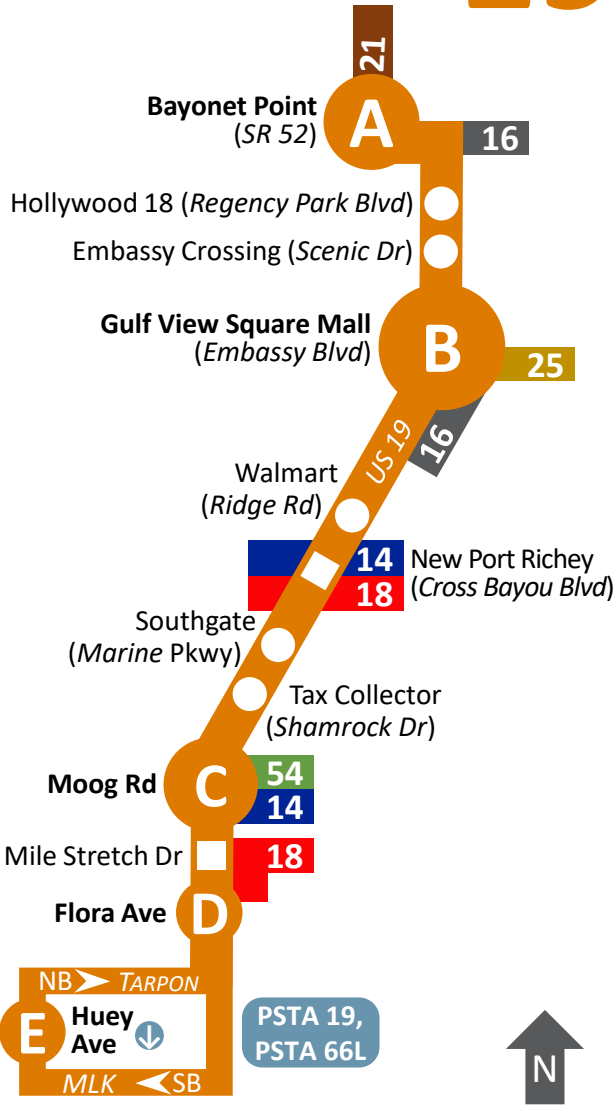 21
Bayonet Point
(SR 52)
A
16
Hollywood 18 (Regency Park Blvd)
Embassy Crossing (Scenic Dr)
Gulf View Square Mall
(Embassy Blvd)
B
25
16
US 19
Walmart
(Ridge Rd)
14
18
New Port Richey
(Cross Bayou Blvd)
Southgate
(Marine Pkwy)
Tax Collector
(Shamrock Dr)
Moog Rd
C
54
14
Mile Stretch Dr
18
Flora Ave
D
NB TARPON
E
Huey
Ave
PSTA 19,
PSTA 66L
MLK SB
N